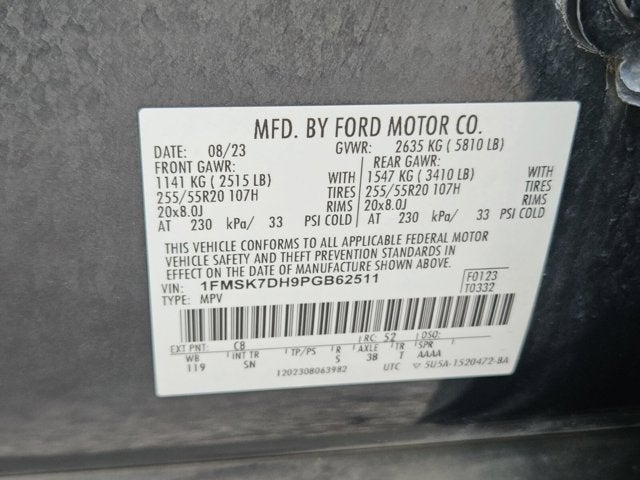 MFD. BY FORD MOTOR CO.
DATE: 08/23 GVWR: 2635 KG ( 5810 LB)
FRONT GAWR: REAR GAWR:
1141 KG ( 2515 LB) 1547 KG ( 3410 LB)
255/55R20 107H TIRES 255/55R20 107H TIRES
20x8.0J RIMS 20x8.0J RIMS
AT 230 kPa/ 33 PSI COLD AT 230 kPa/ 33 PSI COLD
THIS VEHICLE CONFORMS TO ALL APPLICABLE FEDERAL MOTOR
VEHICLE SAFETY AND THEFT PREVENTION STANDARDS IN
EFFECT ON THE DATE OF MANUFACTURE SHOWN ABOVE.
VIN: 1FMSK7DH9PGB62511 F0123
TYPE: MPV T0332
EXT PNT: C8 RC: 52 DSO:
WB INT TR TP/PS R AXLE TR SPR
119 SN S 38 T AAAA
1202308063982 UTC ▽ 5U5A-1520472-BA